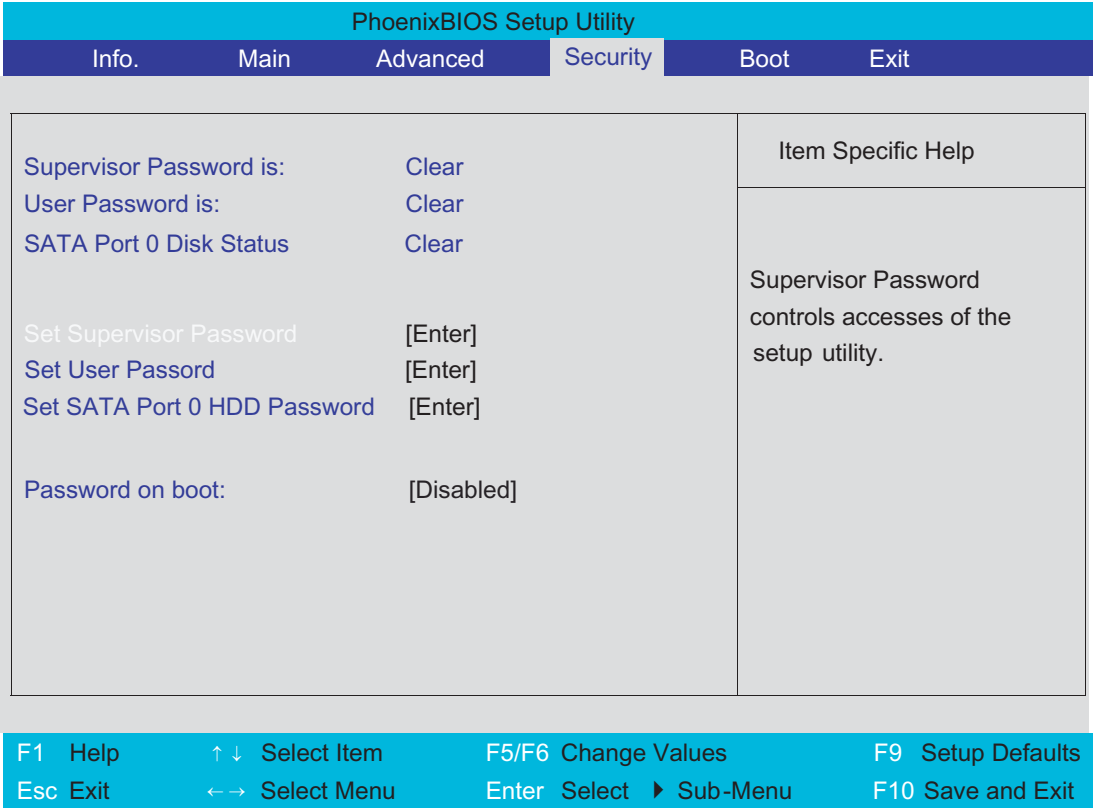 PhoenixBIOS Setup Utility
Info. Main Advanced Security Boot Exit
Item Specific Help
Supervisor Password is: Clear
User Password is: Clear
SATA Port 0 Disk Status Clear
Set Supervisor Password [Enter]
Set User Passord [Enter]
Set SATA Port 0 HDD Password [Enter]
Password on boot: [Disabled]
Supervisor Password
controls accesses of the
setup utility.
F1 Help ↑ ↓ Select Item F5/F6 Change Values F9 Setup Defaults
Esc Exit ← → Select Menu Enter Select ▶ Sub-Menu F10 Save and Exit